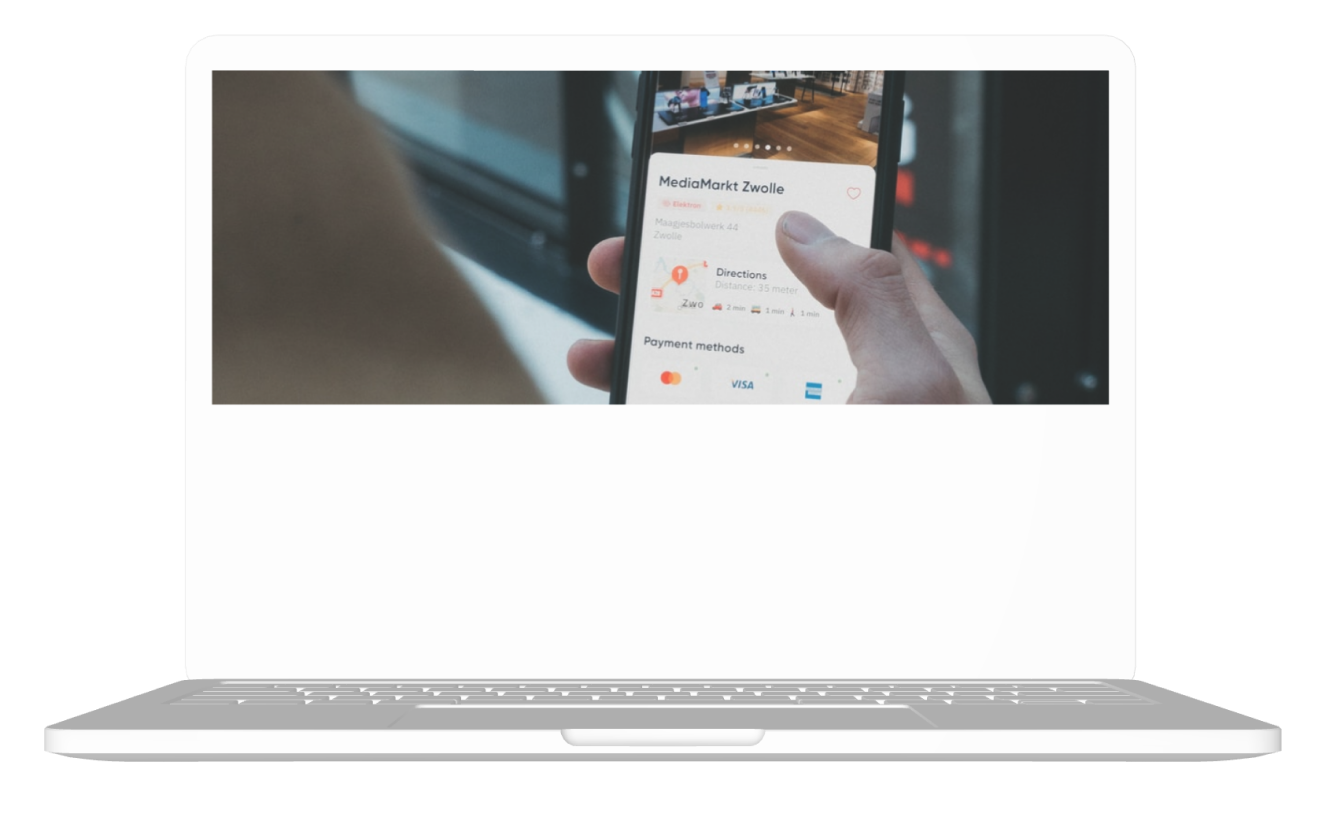 MediaMarkt Zwolle
Elektron
Maagjesbolwerk 44
Zwolle
Directions
Distance: 35 meter
Zwo
2 min 1 min 1 min
Payment methods
VISA